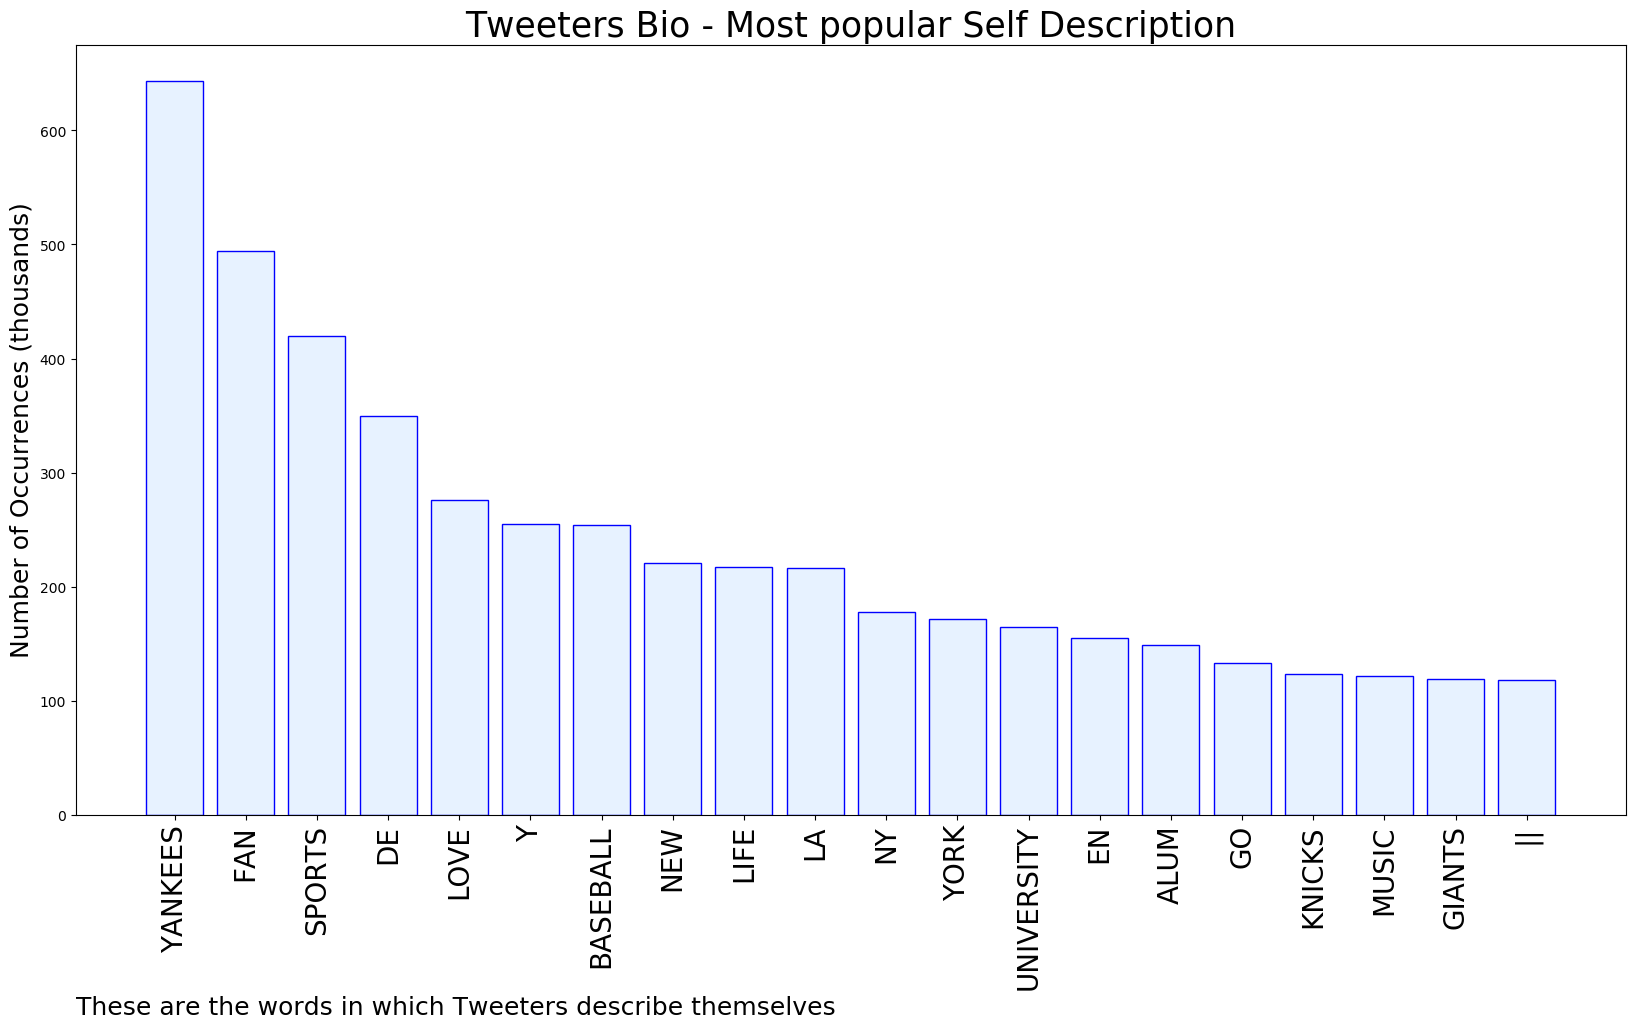 Tweeters Bio - Most popular Self Description
Number of Occurrences (thousands)
600
500
400
300
200
100
0
YANKEES
FAN
SPORTS
DE
LOVE
Y
BASEBALL
NEW
LIFE
LA
NY
YORK
UNIVERSITY
EN
ALUM
GO
KNICKS
MUSIC
GIANTS
||
These are the words in which Tweeters describe themselves